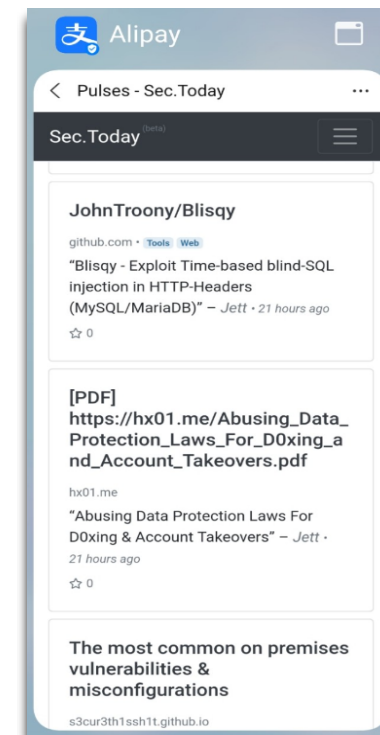 支 Alipay
Pulses - Sec.Today
Sec.Today (beta)
JohnTroony/Blisqy
github.com • Tools Web
“Blisqy - Exploit Time-based blind-SQL
injection in HTTP-Headers
(MySQL/MariaDB)” – Jett • 21 hours ago
☆ 0
[PDF]
https://hx01.me/Abusing_Data_
Protection_Laws_For_D0xing_a
nd_Account_Takeovers.pdf
hx01.me
“Abusing Data Protection Laws For
D0xing & Account Takeovers” – Jett •
21 hours ago
☆ 0
The most common on premises
vulnerabilities &
misconfigurations
s3cur3th1ssh1t.github.io